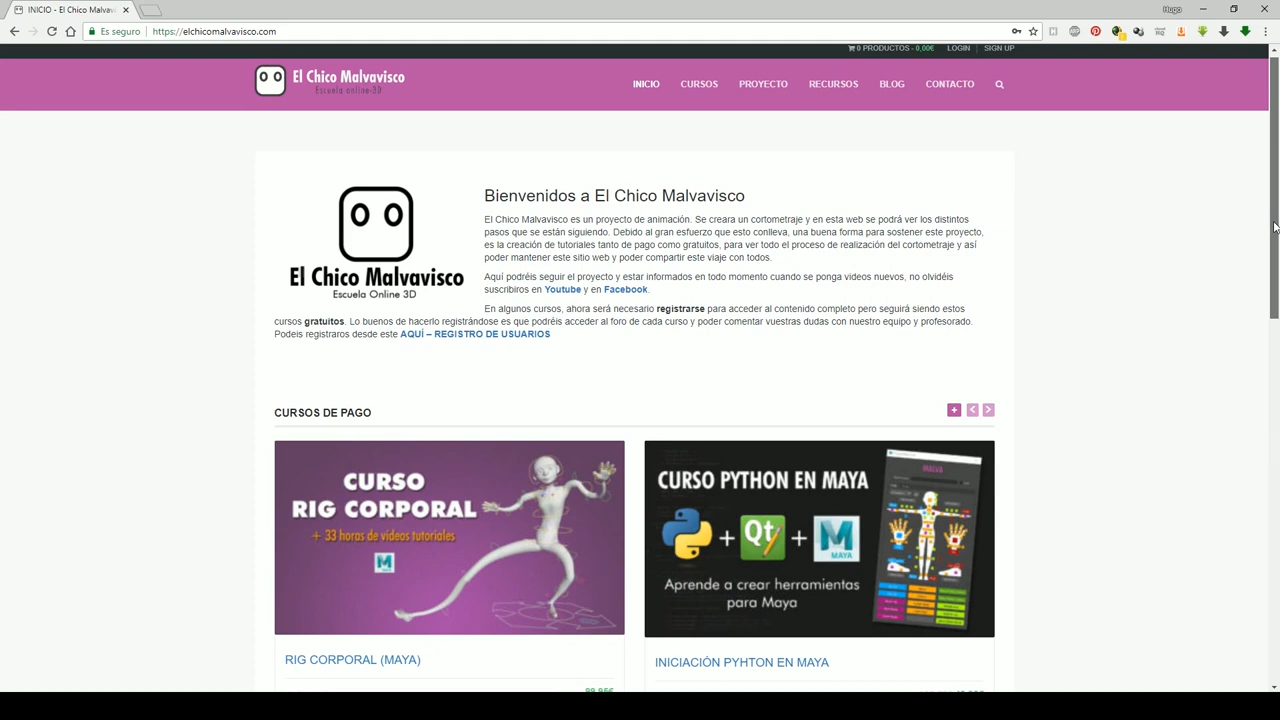 INICIO - El Chico Malvav
Hugo
Es seguro
https://elchicomalvavisco.com
0 PRODUCTOS - 0,00€ LOGIN SIGN UP
El Chico Malvavisco
Escuela online-3D
INICIO CURSOS PROYECTO RECURSOS BLOG CONTACTO
El Chico Malvavisco
Escuela Online 3D
Bienvenidos a El Chico Malvavisco
El Chico Malvavisco es un proyecto de animación. Se creara un cortometraje y en esta web se podrá ver los distintos
pasos que se están siguiendo. Debido al gran esfuerzo que esto conlleva, una buena forma para sostener este proyecto,
es la creación de tutoriales tanto de pago como gratuitos, para ver todo el proceso de realización del cortometraje y así
poder mantener este sitio web y poder compartir este viaje con todos.
Aquí podréis seguir el proyecto y estar informados en todo momento cuando se ponga videos nuevos, no olvidéis
suscribiros en Youtube y en Facebook.
En algunos cursos, ahora será necesario registrarse para acceder al contenido completo pero seguirá siendo estos
cursos gratuitos. Lo buenos de hacerlo registrándose es que podréis acceder al foro de cada curso y poder comentar vuestras dudas con nuestro equipo y profesorado.
Podeis registraros desde este AQUÍ – REGISTRO DE USUARIOS
CURSOS DE PAGO
CURSO
RIG CORPORAL
+ 33 horas de vídeos tutoriales
M
CURSO PYTHON EN MAYA
+ Qt + M
MAYA
Aprende a crear herramientas
para Maya
RIG CORPORAL (MAYA)
INICIACIÓN PYHTON EN MAYA